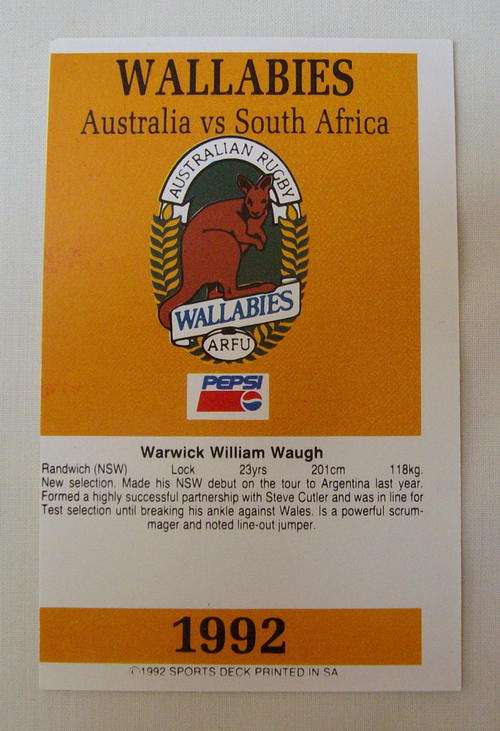 WALLABIES
Australia vs South Africa
AUSTRALIAN RUGBY
WALLABIES
ARFU
PEPSI
Warwick William Waugh
Randwich (NSW) Lock 23yrs 201cm 118kg.
New selection. Made his NSW debut on the tour to Argentina last year.
Formed a highly successful partnership with Steve Cutler and was in line for
Test selection until breaking his ankle against Wales. Is a powerful scrum-
mager and noted line-out jumper.
1992
©1992 SPORTS DECK PRINTED IN SA